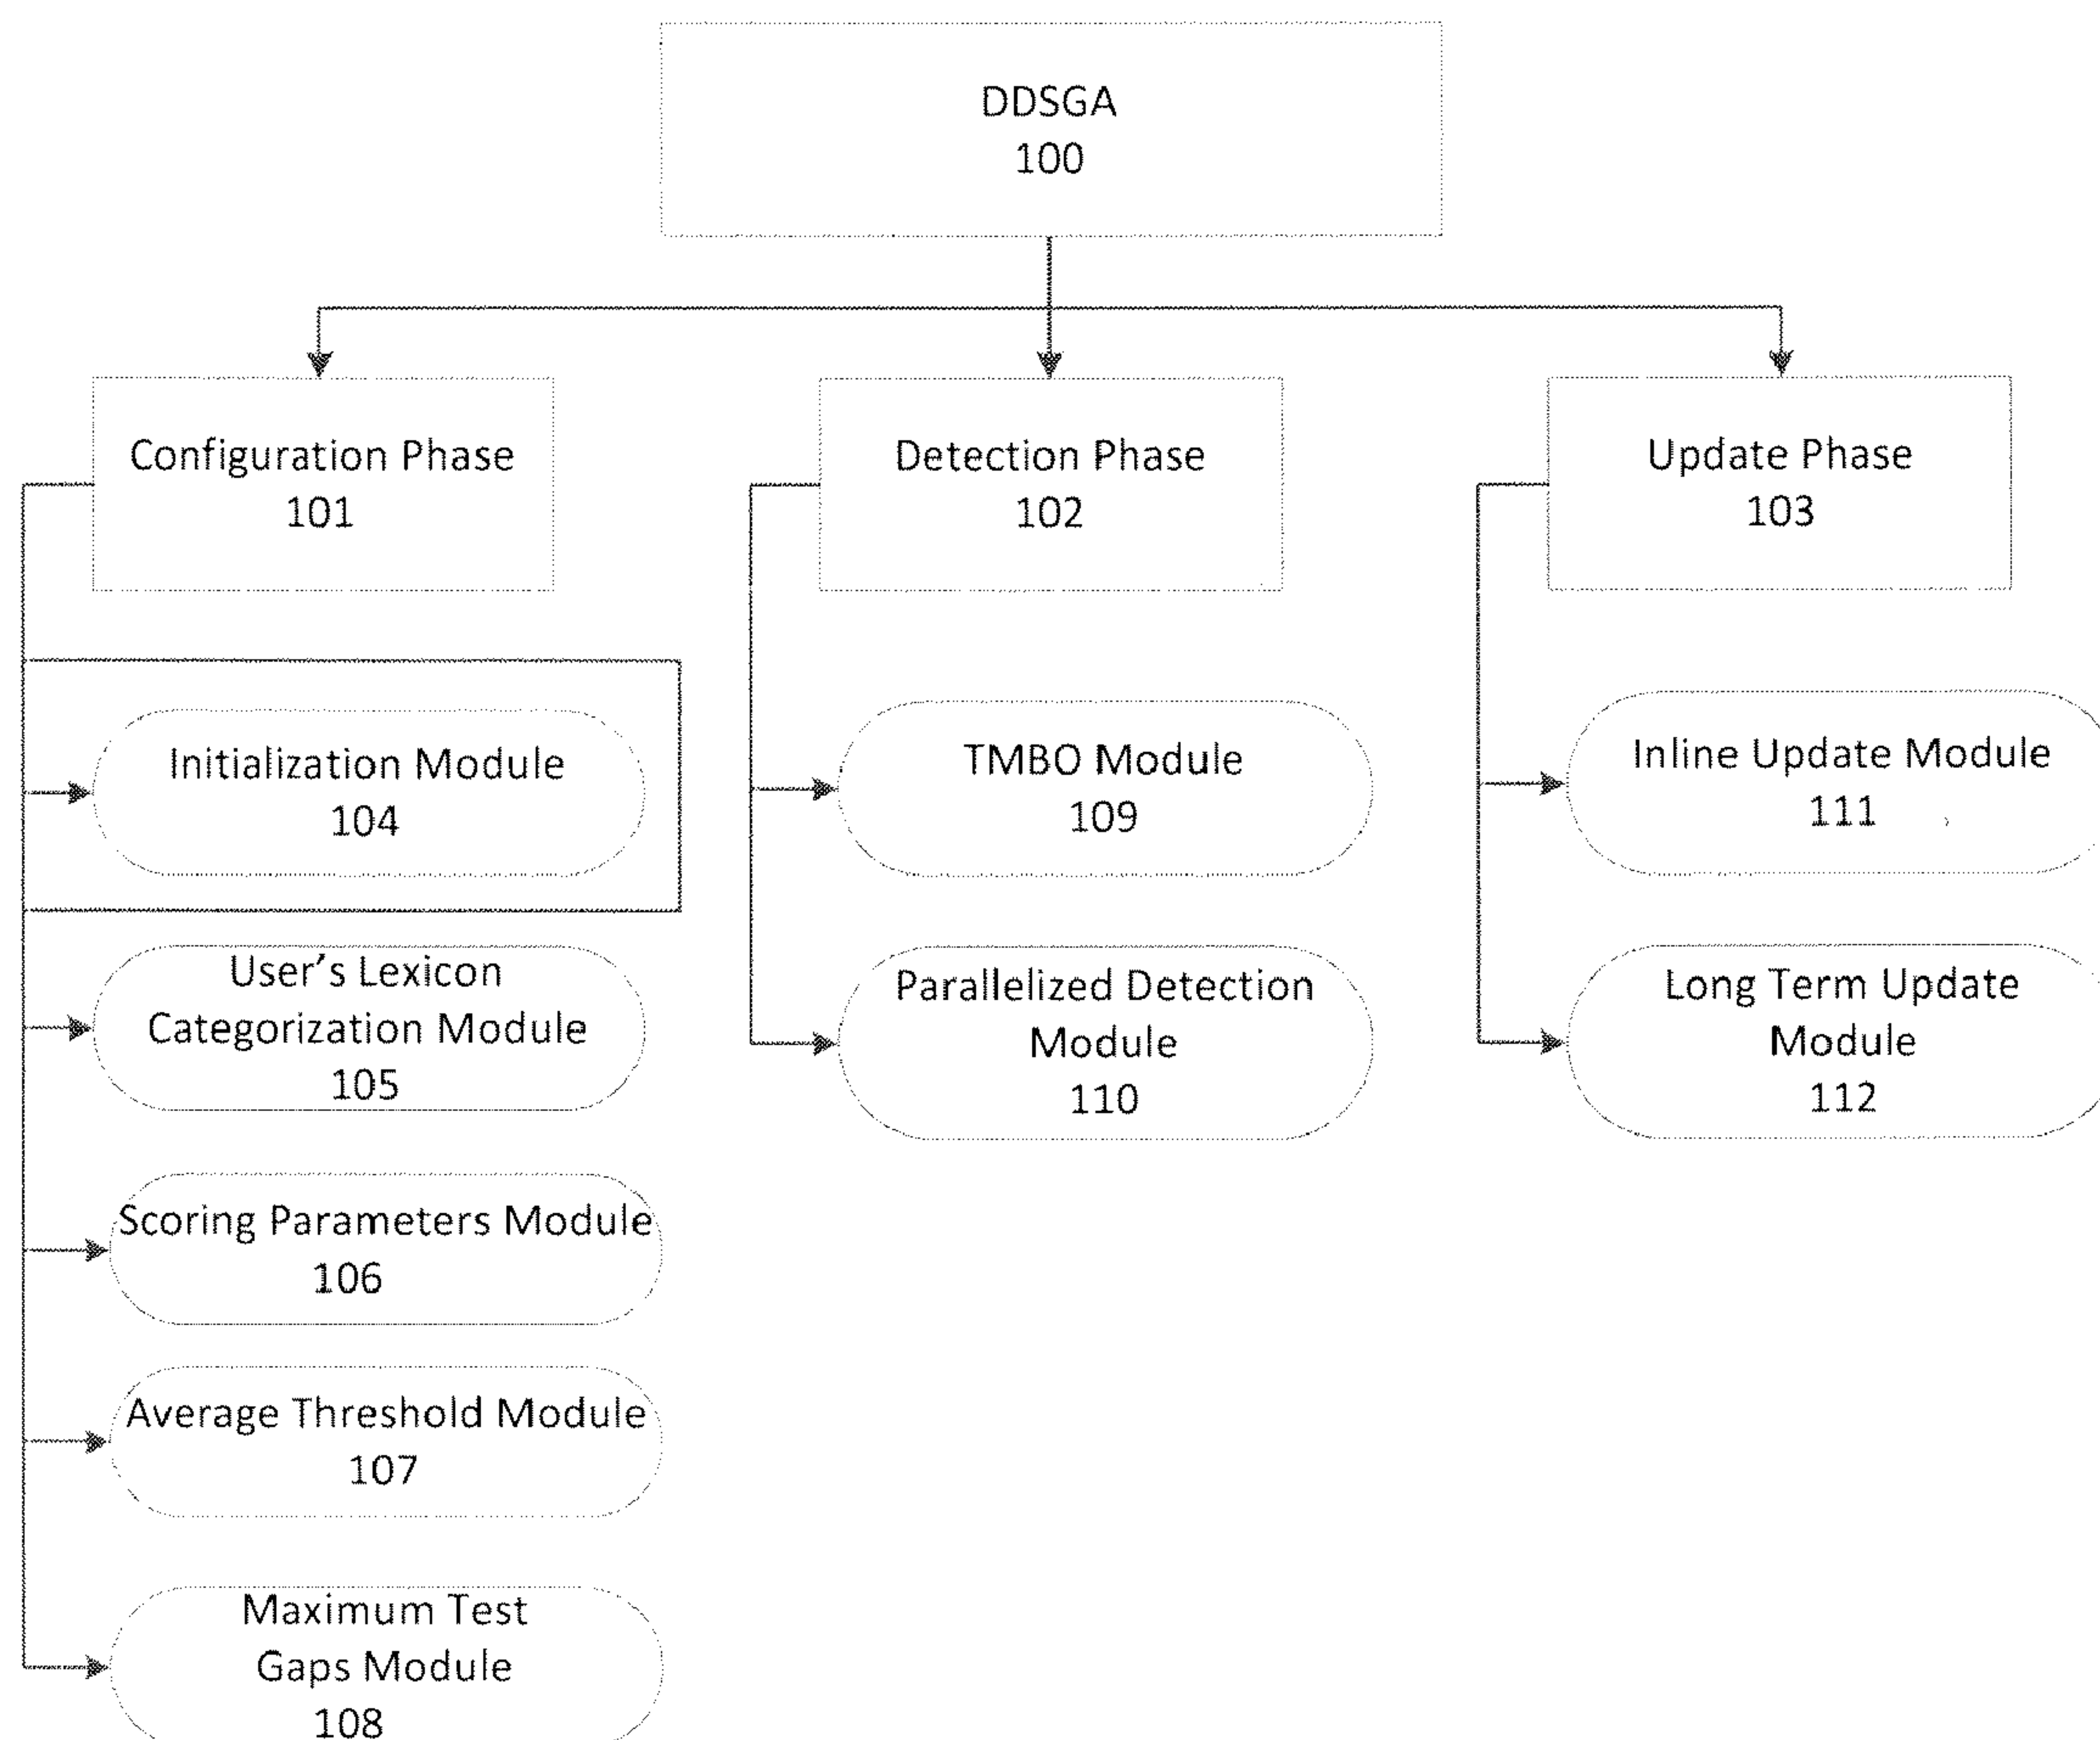 DDSGA
100
Configuration Phase
101
Detection Phase
102
Update Phase
103
Initialization Module
104
User's Lexicon
Categorization Module
105
Scoring Parameters Module
106
Average Threshold Module
107
Maximum Test
Gaps Module
108
TMBO Module
109
Parallelized Detection
Module
110
Inline Update Module
111
Long Term Update
Module
112